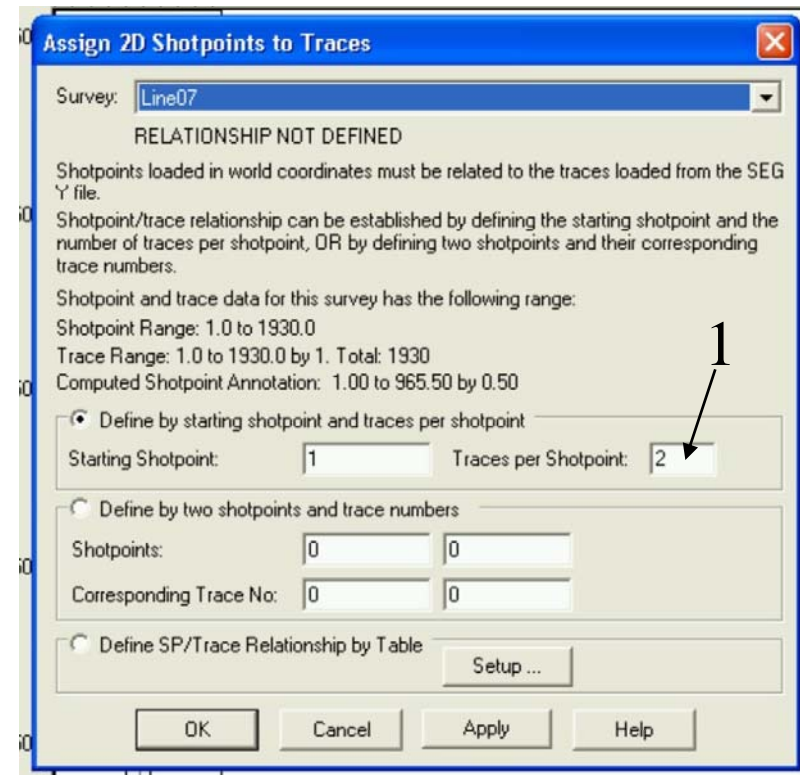 Assign 2D Shotpoints to Traces
Survey: Line07
RELATIONSHIP NOT DEFINED
Shotpoints loaded in world coordinates must be related to the traces loaded from the SEG
Y file.
Shotpoint/trace relationship can be established by defining the starting shotpoint and the
number of traces per shotpoint, OR by defining two shotpoints and their corresponding
trace numbers.
Shotpoint and trace data for this survey has the following range:
Shotpoint Range: 1.0 to 1930.0
Trace Range: 1.0 to 1930.0 by 1. Total: 1930
Computed Shotpoint Annotation: 1.00 to 965.50 by 0.50
1
Define by starting shotpoint and traces per shotpoint
Starting Shotpoint: 1 Traces per Shotpoint: 2
Define by two shotpoints and trace numbers
Shotpoints: 0 0
Corresponding Trace No: 0 0
Define SP/Trace Relationship by Table
Setup ...
OK Cancel Apply Help